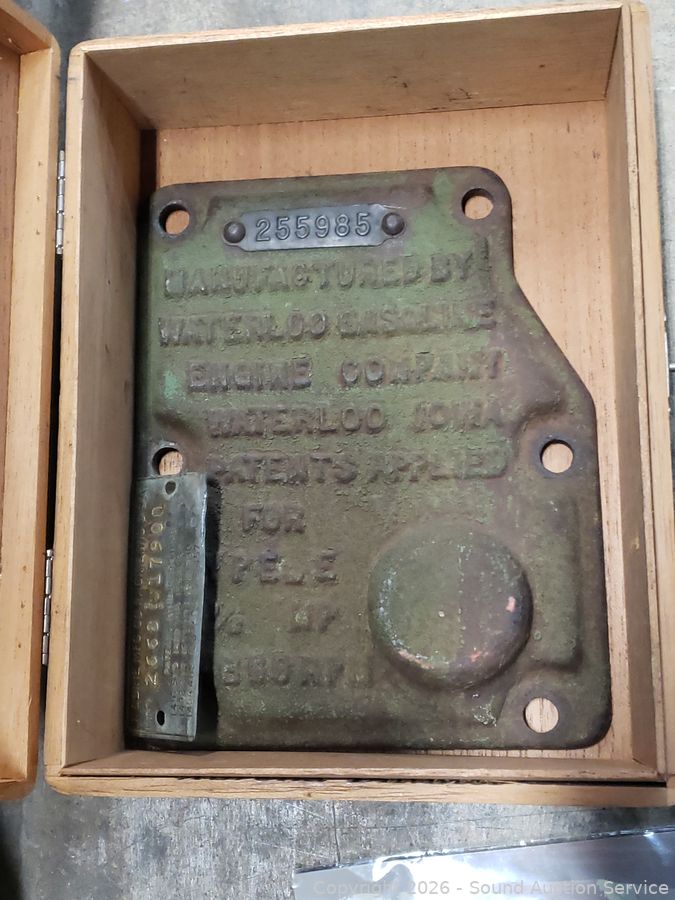 255985
MANUFACTURED BY
WATERLOO GASOLINE
ENGINE COMPANY
WATERLOO IOWA
PATENTS APPLIED
FOR
TYPE E
HP
17900
Copyright 2026 - Sound Auction Service